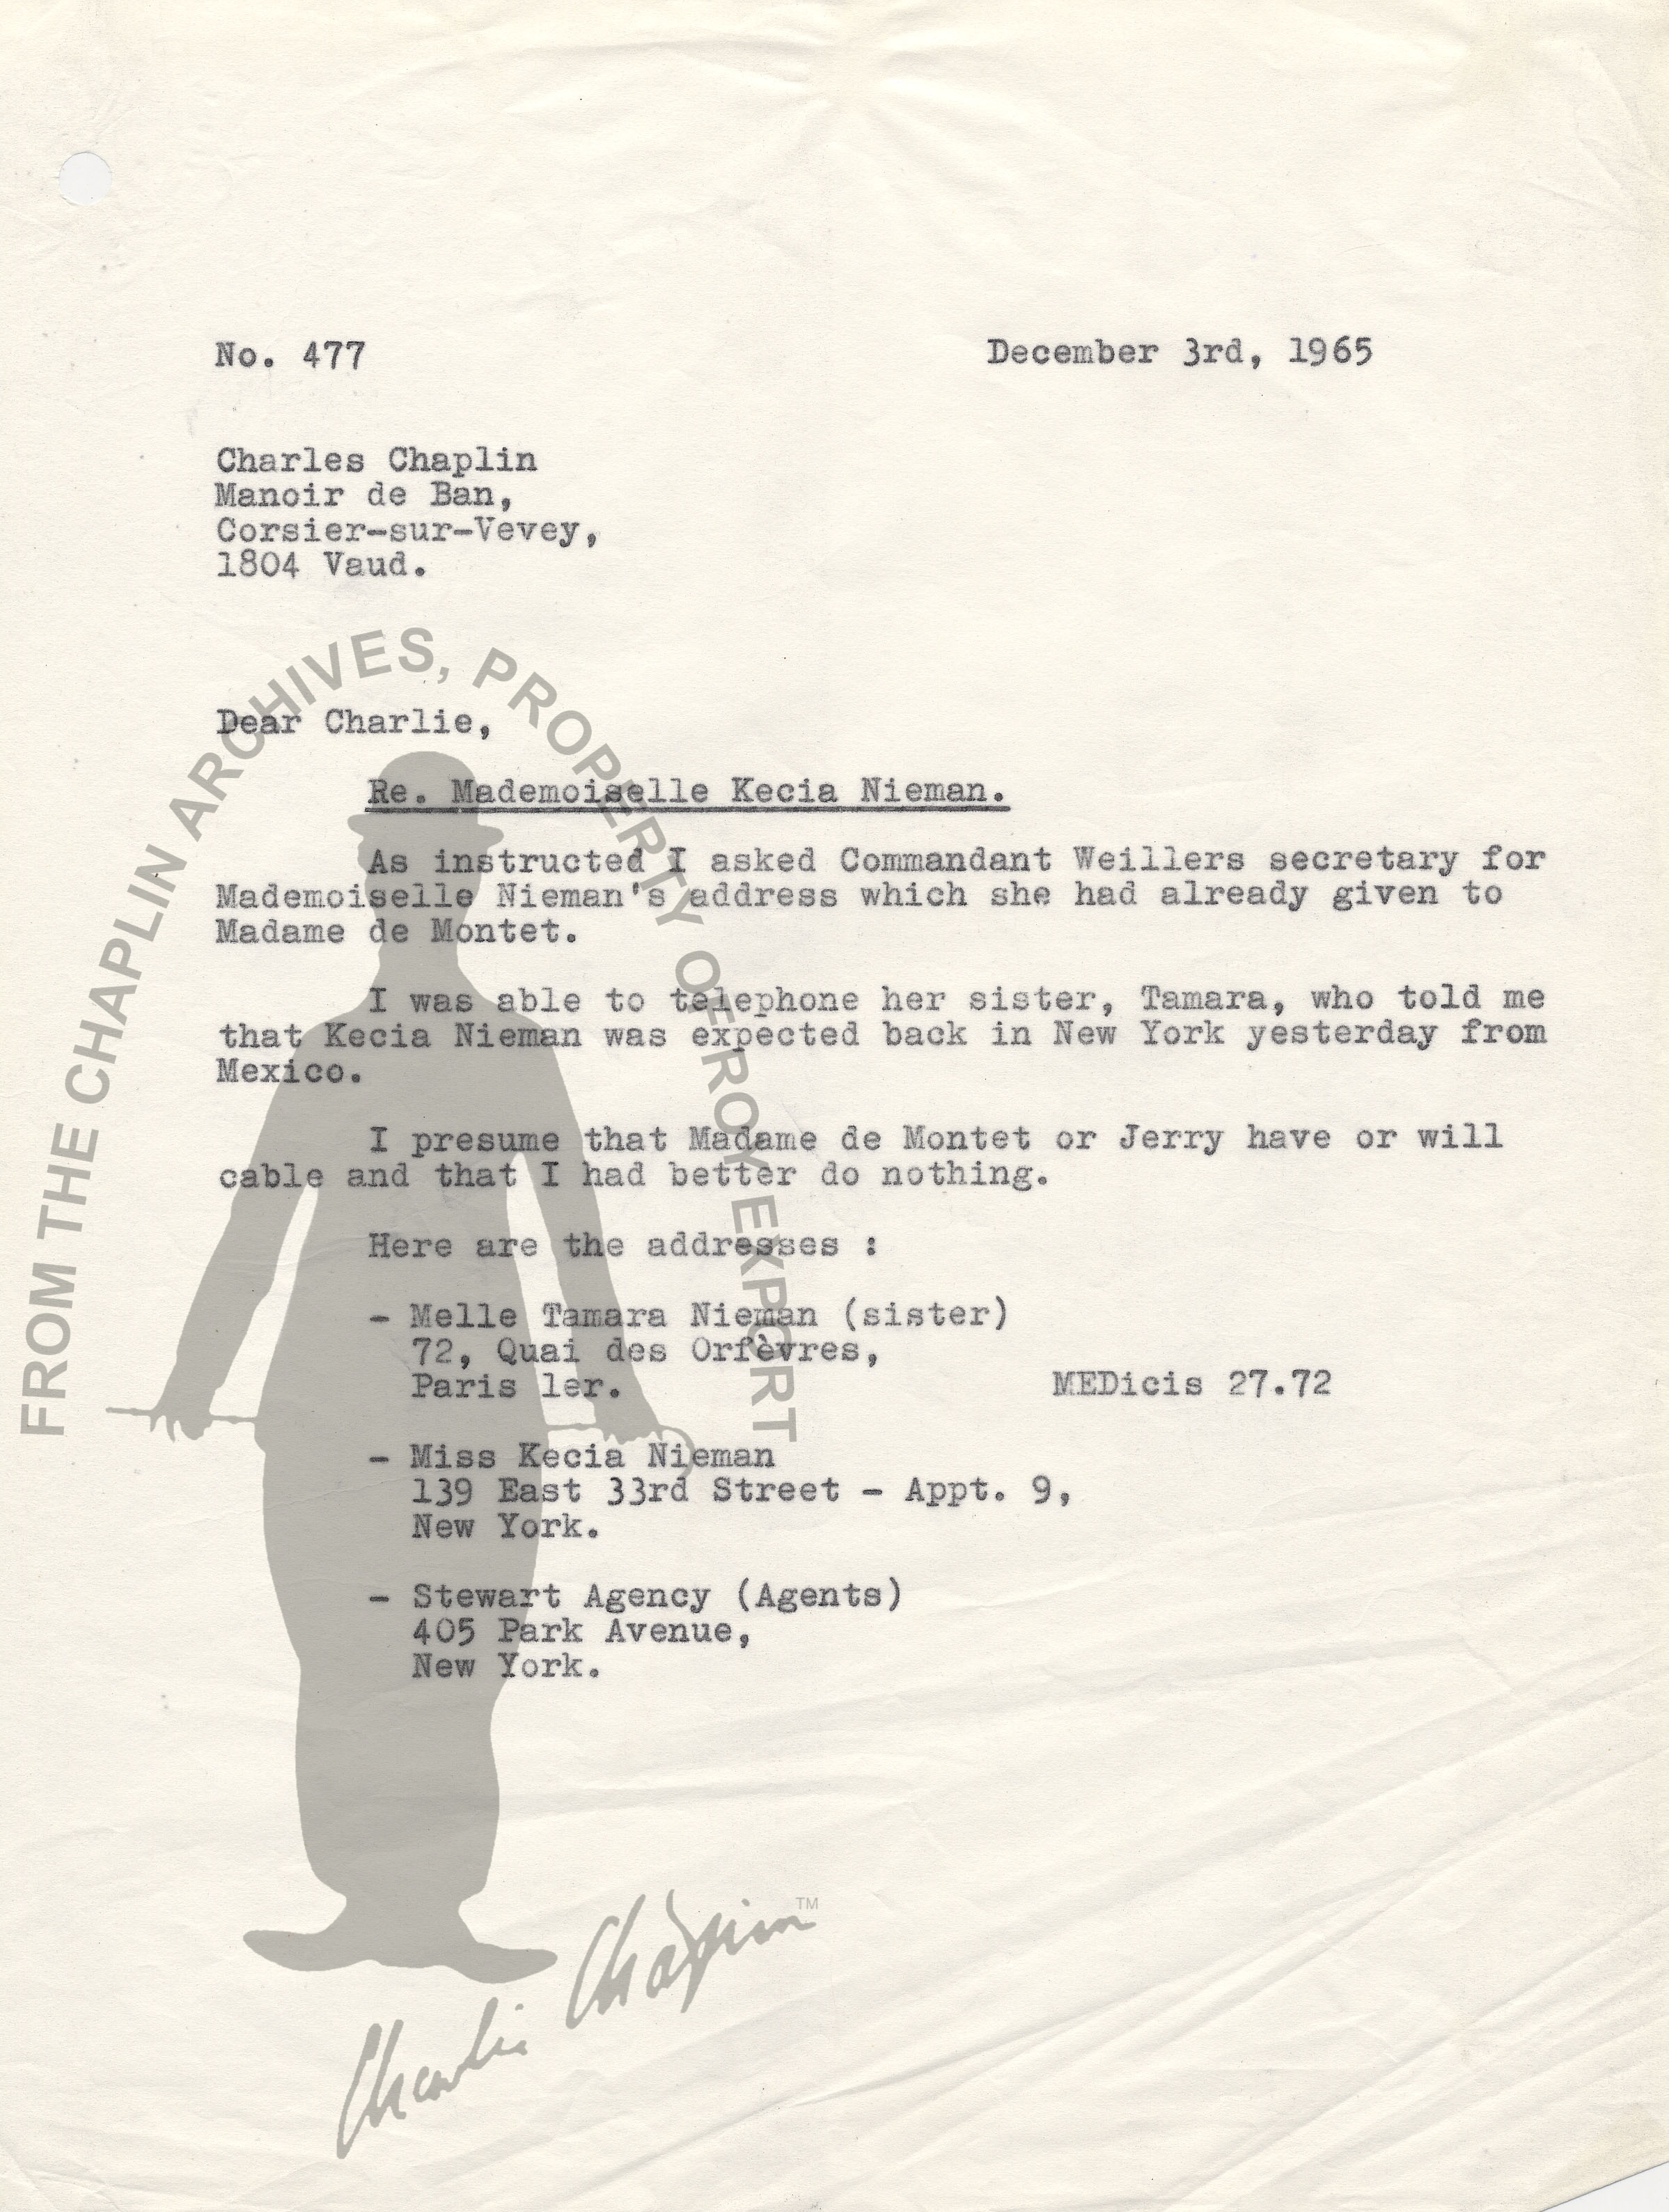 No. 477
December 3rd, 1965
Charles Chaplin
Manoir de Ban,
Corsier-sur-Vevey,
1804 Vaud.
Dear Charlie,
Re. Mademoiselle Kecia Nieman.
As instructed I asked Commandant Weillers secretary for
Mademoiselle Nieman's address which she had already given to
Madame de Montet.
I was able to telephone her sister, Tamara, who told me
that Kecia Nieman was expected back in New York yesterday from
Mexico.
I presume that Madame de Montet or Jerry have or will
cable and that I had better do nothing.
Here are the addresses :
- Melle Tamara Nieman (sister)
72, Quai des Orfèvres,
Paris 1er.
MEDicis 27.72
- Miss Kecia Nieman
139 East 33rd Street - Appt. 9,
New York.
- Stewart Agency (Agents)
405 Park Avenue,
New York.
FROM THE CHAPLIN ARCHIVES, PROPERTY OF ROY EXPORT
Charlie Chaplin TM